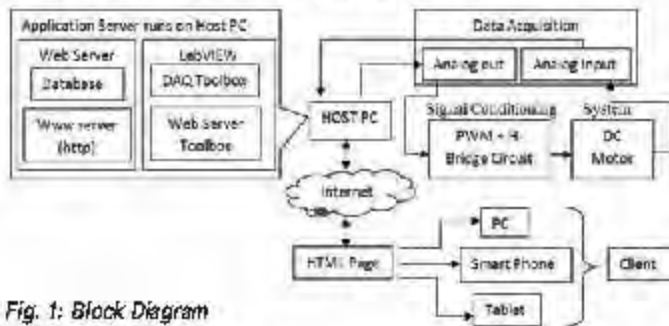 Application Server runs on Host PC
Web Server
Database
Www server
(http)
LabVIEW
DAQ Toolbox
Web Server
Toolbox
HOST PC
Data Acquisition
Analog out
Analog Input
Signal Conditioning
PWM + H-
Bridge Circuit
System
DC
Motor
Internet
HTML Page
PC
Smart Phone
Tablet
Client
Fig. 1: Block Diagram